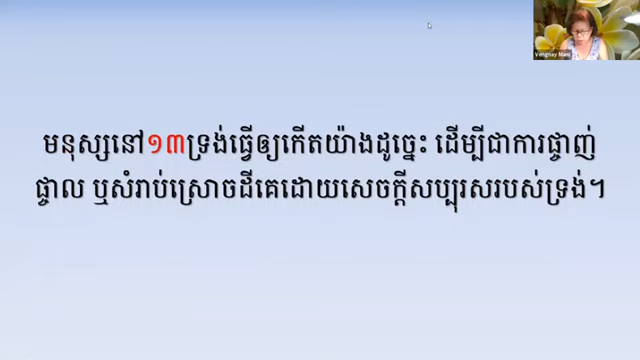 Vengnay Mam
មនុស្សនៅ១៣ទ្រង់ធ្វើឲ្យកើតយ៉ាងដូច្នេះ ដើម្បីជាការផ្ចាញ់
ផ្ចាល ឬសំរាប់ស្រោចដីគេដោយសេចក្ដីសប្បុរសរបស់ទ្រង់។